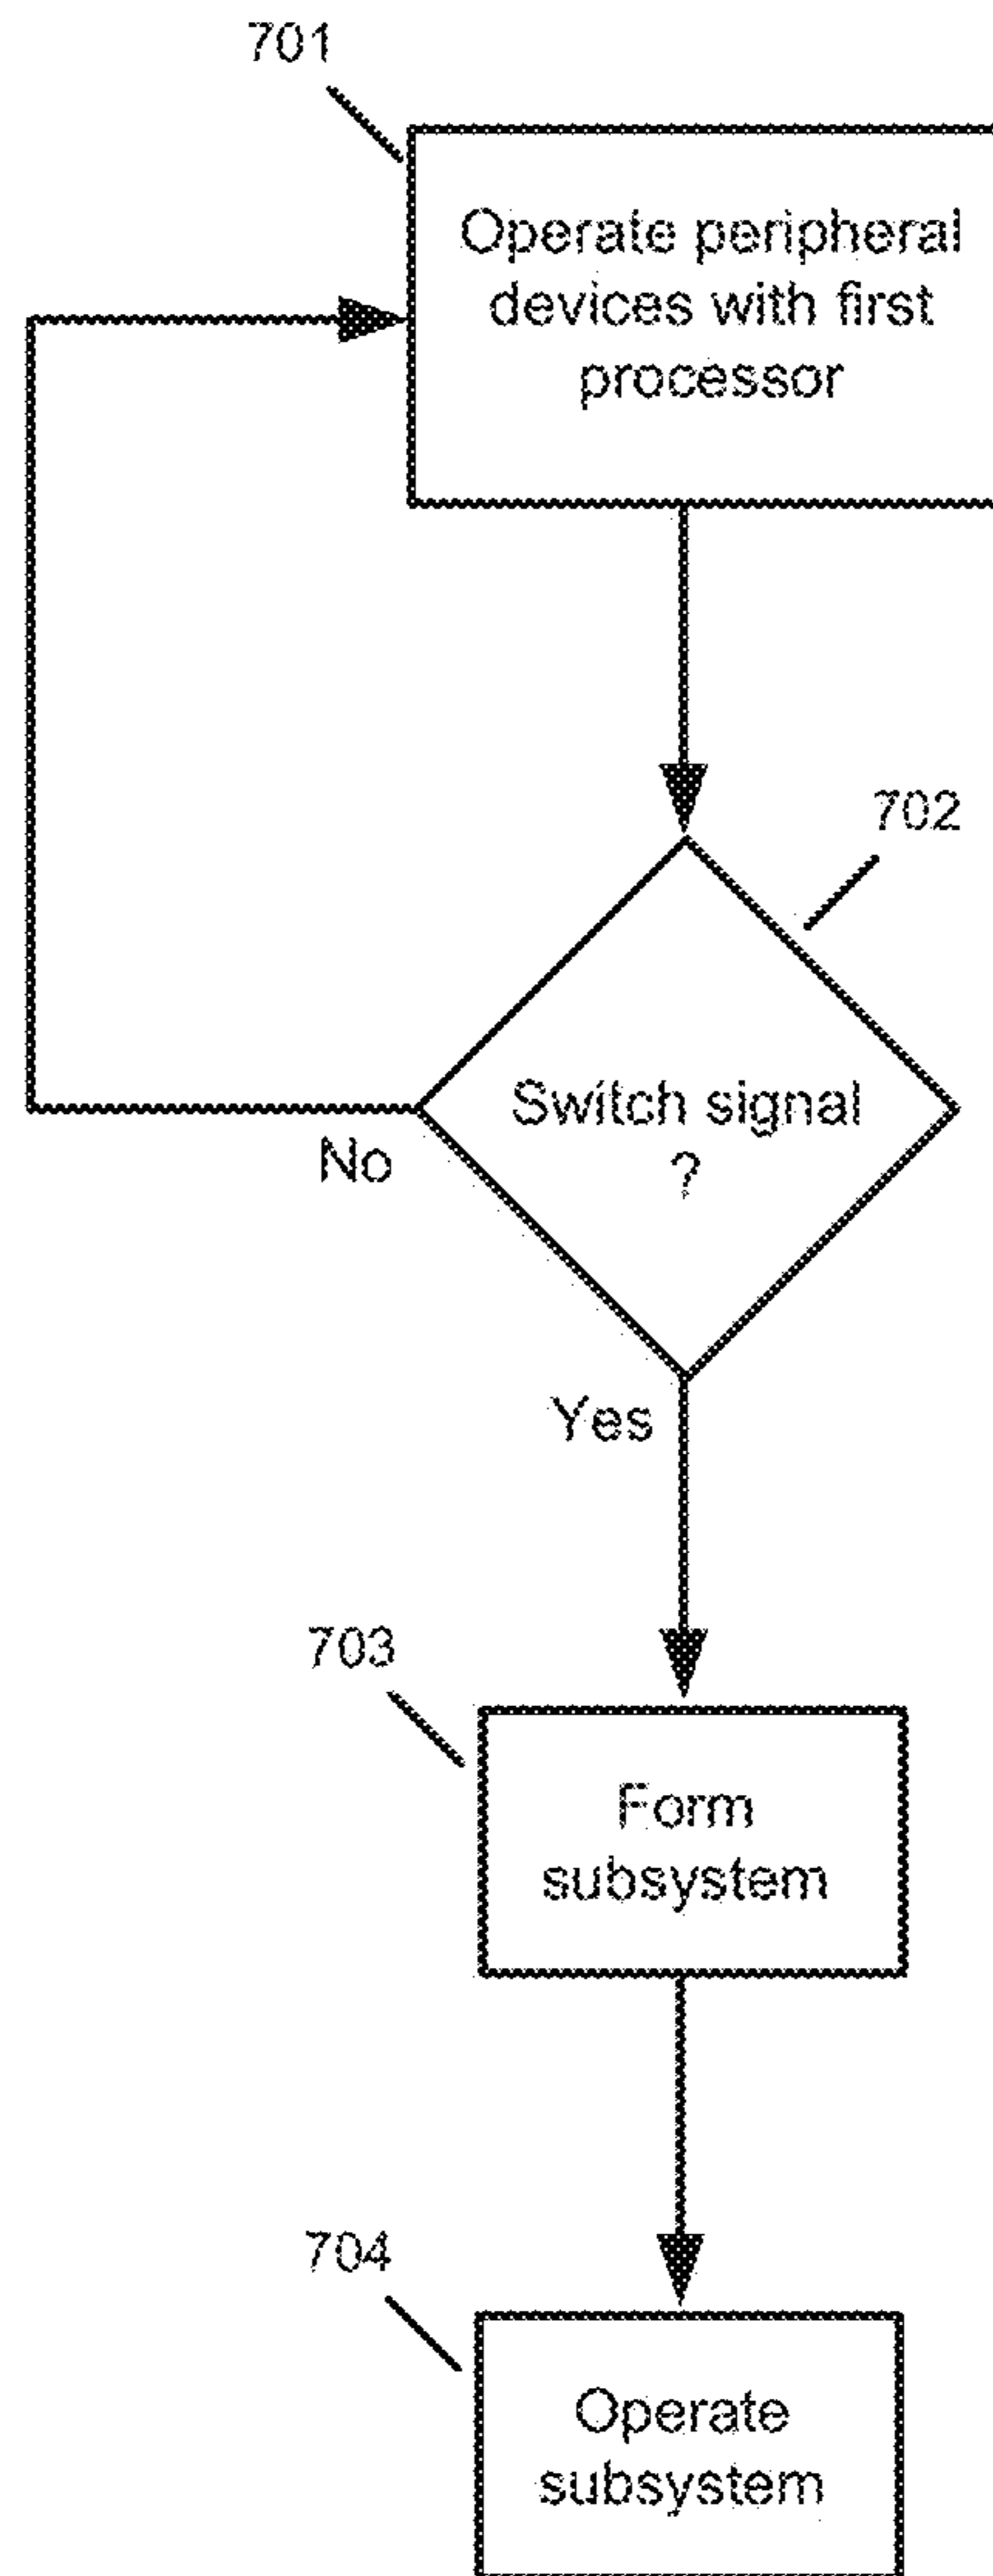 701
Operate peripheral
devices with first
processor
702
Switch signal
?
No
Yes
703
Form
subsystem
704
Operate
subsystem